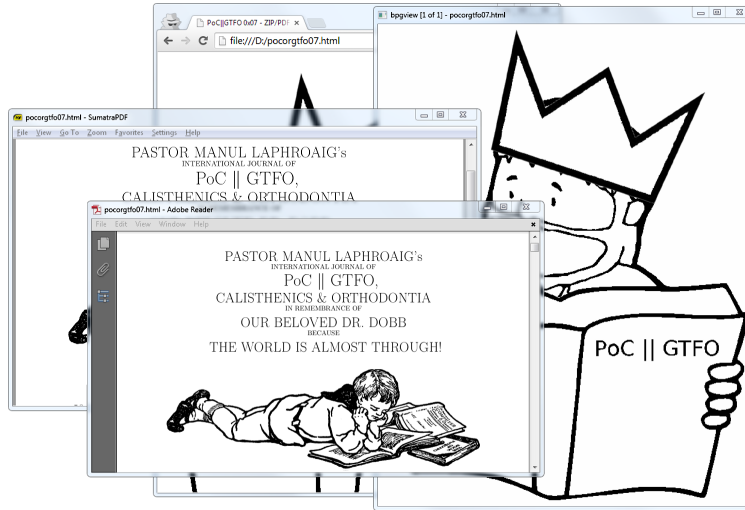 PoC||GTFO 0x07 - ZIP/PDF
file:///D:/pocorgtfo07.html
bpgview [1 of 1] - pocorgtfo07.html
PoC || GTFO
pocorgtfo07.html - SumatraPDF
File View Go To Zoom Favorites Settings Help
PASTOR MANUL LAPHROAIG's
INTERNATIONAL JOURNAL OF
PoC || GTFO,
CALISTHENICS & ORTHODONTIA
pocorgtfo07.html - Adobe Reader
File Edit View Window Help
PASTOR MANUL LAPHROAIG's
INTERNATIONAL JOURNAL OF
PoC || GTFO,
CALISTHENICS & ORTHODONTIA
IN REMEMBRANCE OF
OUR BELOVED DR. DOBB
BECAUSE
THE WORLD IS ALMOST THROUGH!